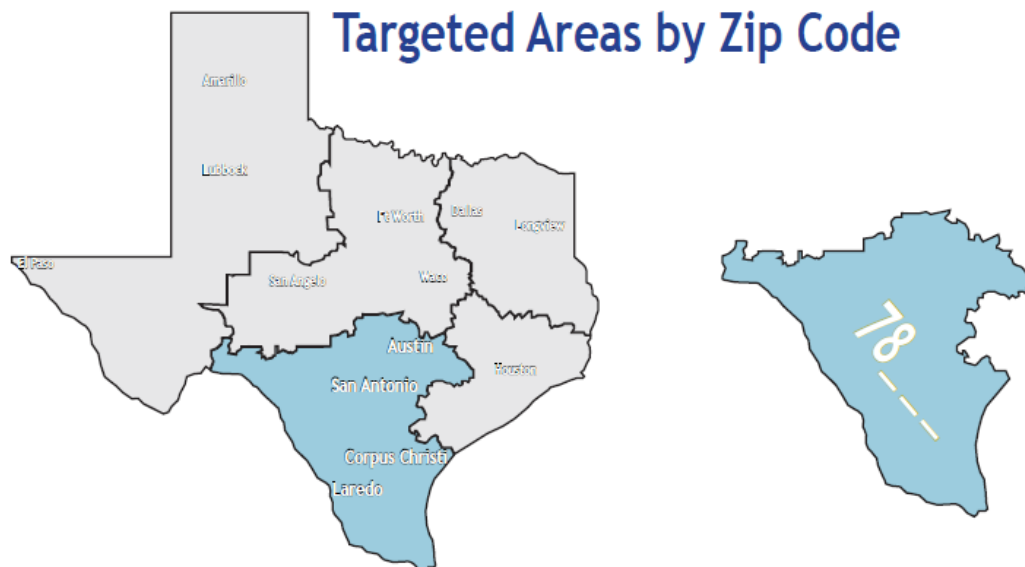 Targeted Areas by Zip Code
Amarillo
Lubbock
Ft Worth
Dallas
Longview
El Paso
San Angelo
Waco
Austin
Houston
San Antonio
Corpus Christi
Laredo
78_ _ _